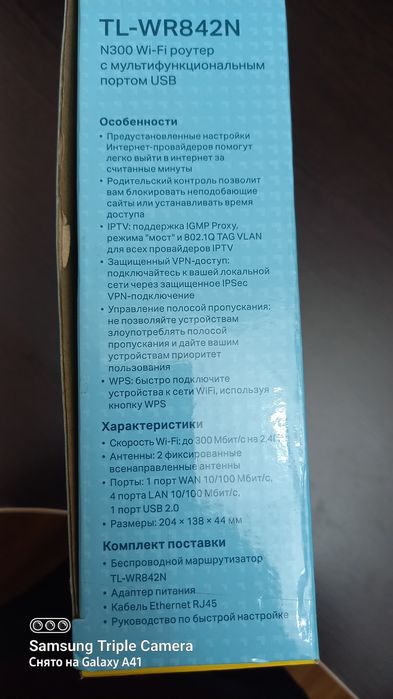 TL-WR842N
N300 Wi-Fi роутер
с мультифункциональным
портом USB
Особенности
• Предустановленные настройки
Интернет-провайдеров помогут
легко выйти в интернет за
считанные минуты
• Родительский контроль позволит
вам блокировать неподобающие
сайты или устанавливать время
доступа
• IPTV: поддержка IGMP Proxy,
режима "мост" и 802.1Q TAG VLAN
для всех провайдеров IPTV
• Защищенный VPN-доступ:
подключайтесь к вашей локальной
сети через защищенное IPSec
VPN-подключение
• Управление полосой пропускания:
не позволяйте устройствам
злоупотреблять полосой
пропускания и дайте вашим
устройствам приоритет
пользования
• WPS: быстро подключите
устройства к сети WiFi, используя
кнопку WPS
Характеристики
• Скорость Wi-Fi: до 300 Мбит/с на
• Антенны: 2 фиксированные
всенаправленные антенны
• Порты: 1 порт WAN 10/100 Мбит/с,
4 порта LAN 10/100 Мбит/с,
1 порт USB 2.0
• Размеры: 204 × 138 × 44 мм
Комплект поставки
• Беспроводной маршрутизатор
TL-WR842N
• Адаптер питания
• Кабель Ethernet RJ45
• Руководство по быстрой настройке
Samsung Triple Camera
Снято на Galaxy A41